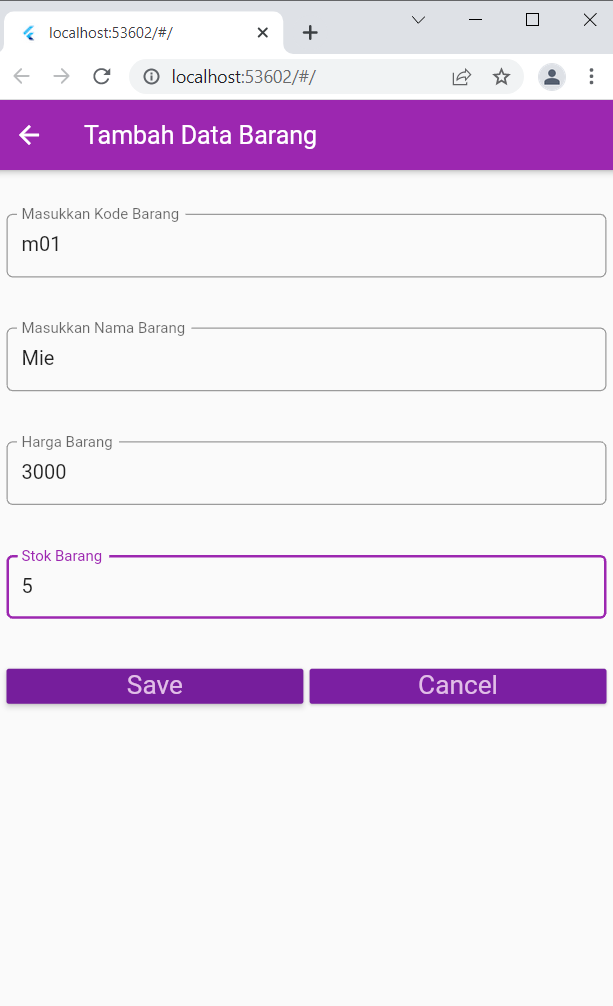 localhost:53602/#/
localhost:53602/#/
Tambah Data Barang
Masukkan Kode Barang
m01
Masukkan Nama Barang
Mie
Harga Barang
3000
Stok Barang
5
Save Cancel